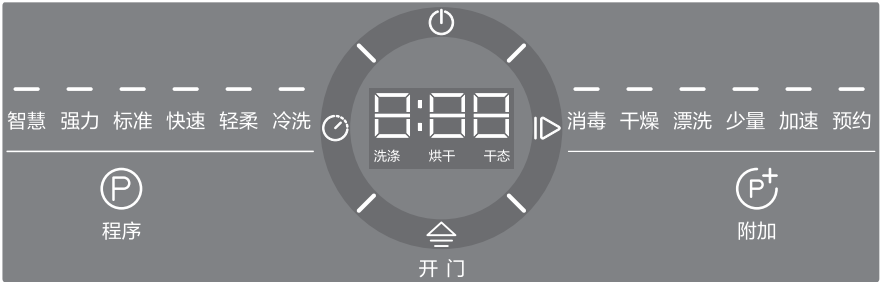 8:88
智慧 强力 标准 快速 轻柔 冷洗 消毒 干燥 漂洗 少量 加速 预约
洗涤 烘干 干态
P P+
程序 附加
开门